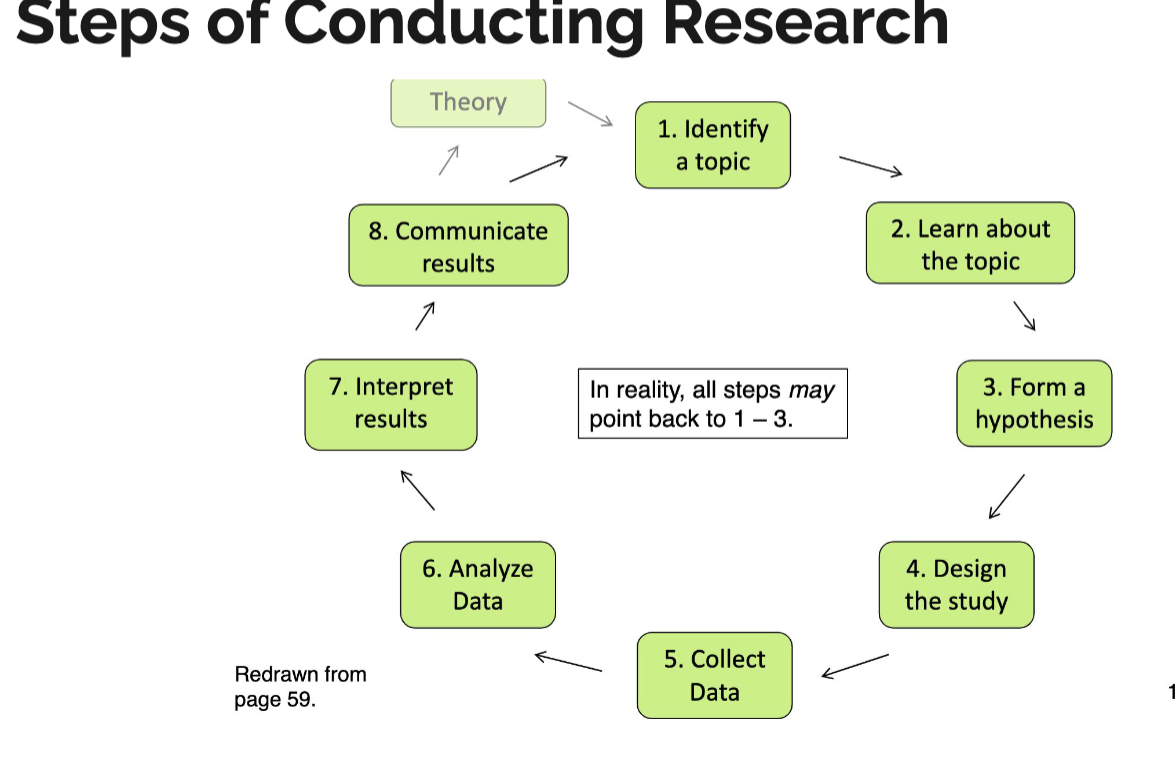 Steps of Conducting Research
Theory
1. Identify
a topic
2. Learn about
the topic
3. Form a
hypothesis
4. Design
the study
5. Collect
Data
6. Analyze
Data
7. Interpret
results
8. Communicate
results
In reality, all steps may
point back to 1 – 3.
Redrawn from
page 59.
1